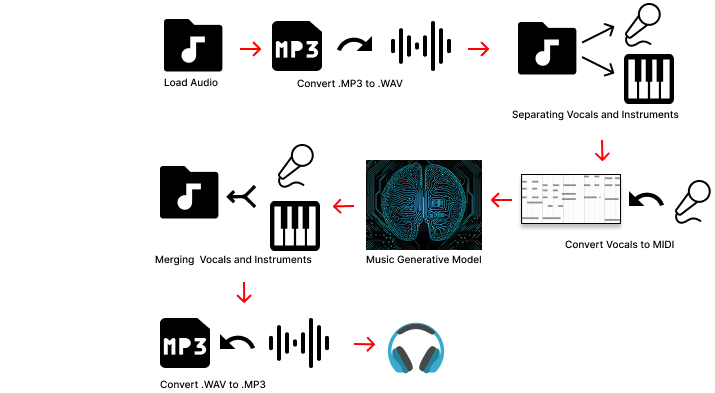 MP3
Load Audio
Convert .MP3 to .WAV
Separating Vocals and Instruments
Convert Vocals to MIDI
Music Generative Model
Merging  Vocals and Instruments
MP3
Convert .WAV to .MP3